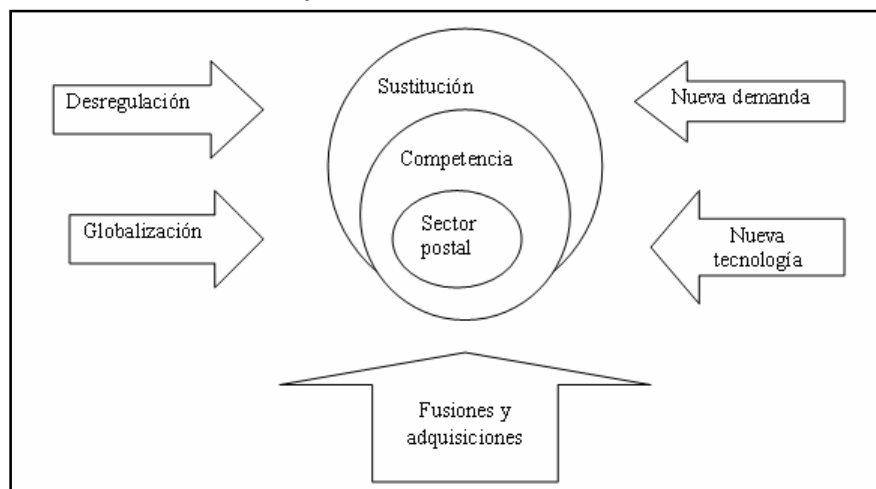 Desregulación
Sustitución
Nueva demanda
Competencia
Globalización
Sector
postal
Nueva
tecnología
Fusiones y
adquisiciones